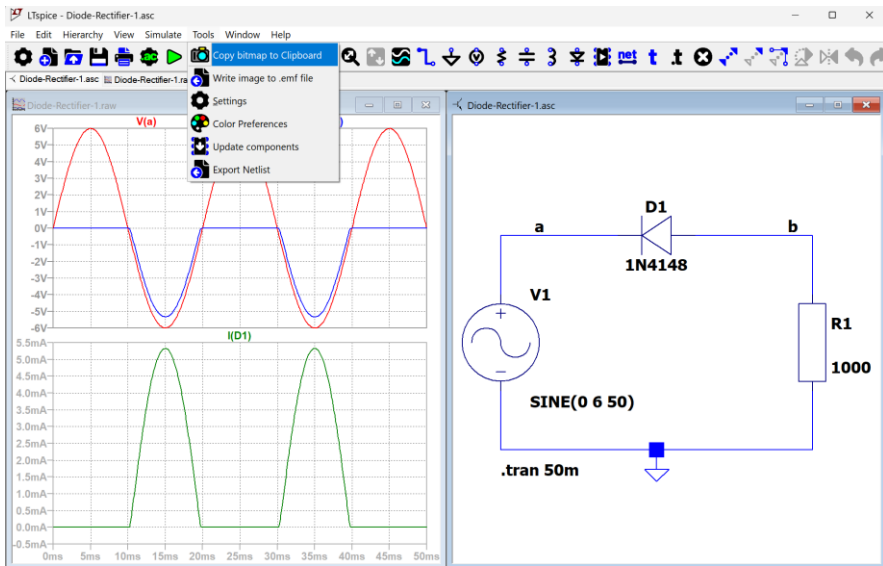 LTspice - Diode-Rectifier-1.asc
File Edit Hierarchy View Simulate Tools Window Help
Diode-Rectifier-1.asc Diode-Rectifier-1.ra
Copy bitmap to Clipboard
Write image to .emf file
Settings
Color Preferences
Update components
Export Netlist
net t .t
Diode-Rectifier-1.raw
V(a)
)
6V
5V
4V
3V
2V
1V
0V
-1V
-2V
-3V
-4V
-5V
-6V
I(D1)
5.5mA
5.0mA
4.5mA
4.0mA
3.5mA
3.0mA
2.5mA
2.0mA
1.5mA
1.0mA
0.5mA
0.0mA
-0.5mA
0ms 5ms 10ms 15ms 20ms 25ms 30ms 35ms 40ms 45ms 50ms
Diode-Rectifier-1.asc
D1
a b
1N4148
V1
R1
1000
SINE(0 6 50)
.tran 50m